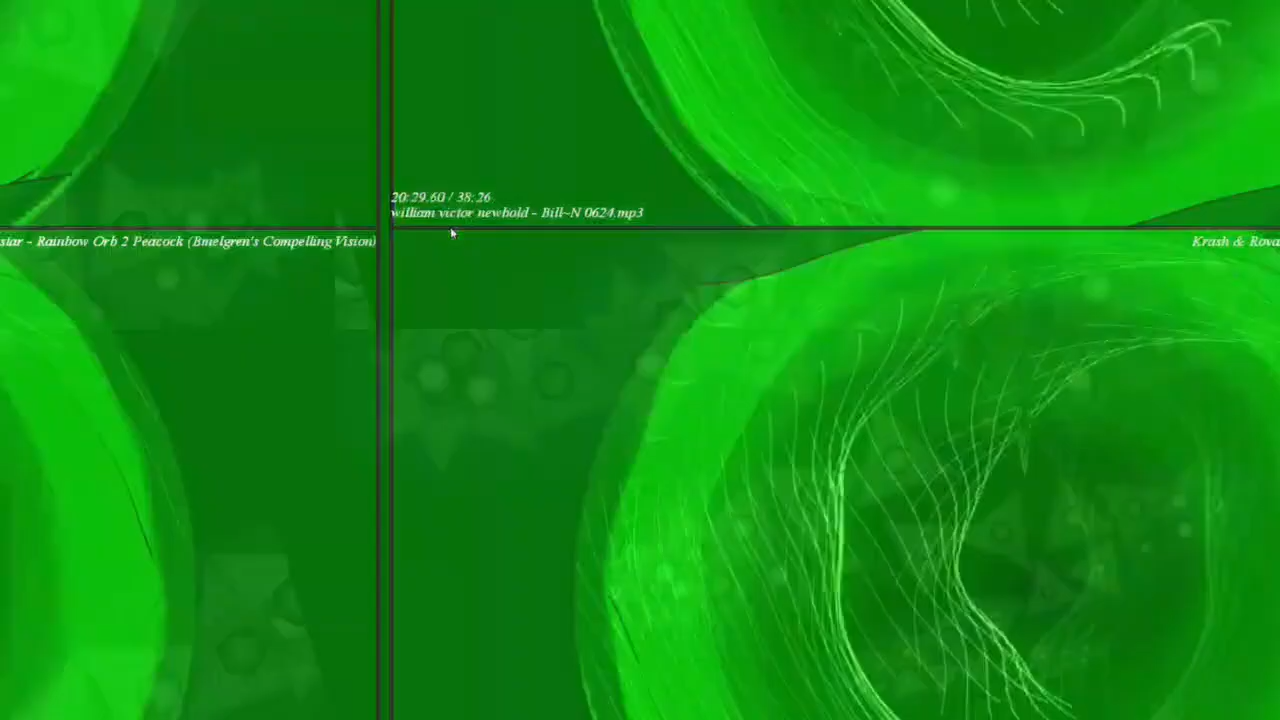 20:29.60 / 38:26
william victor newbold - Bill~N 0624.mp3
siar - Rainbow Orb 2 Peacock (Bmelgren's Compelling Vision)
Krash & Rova